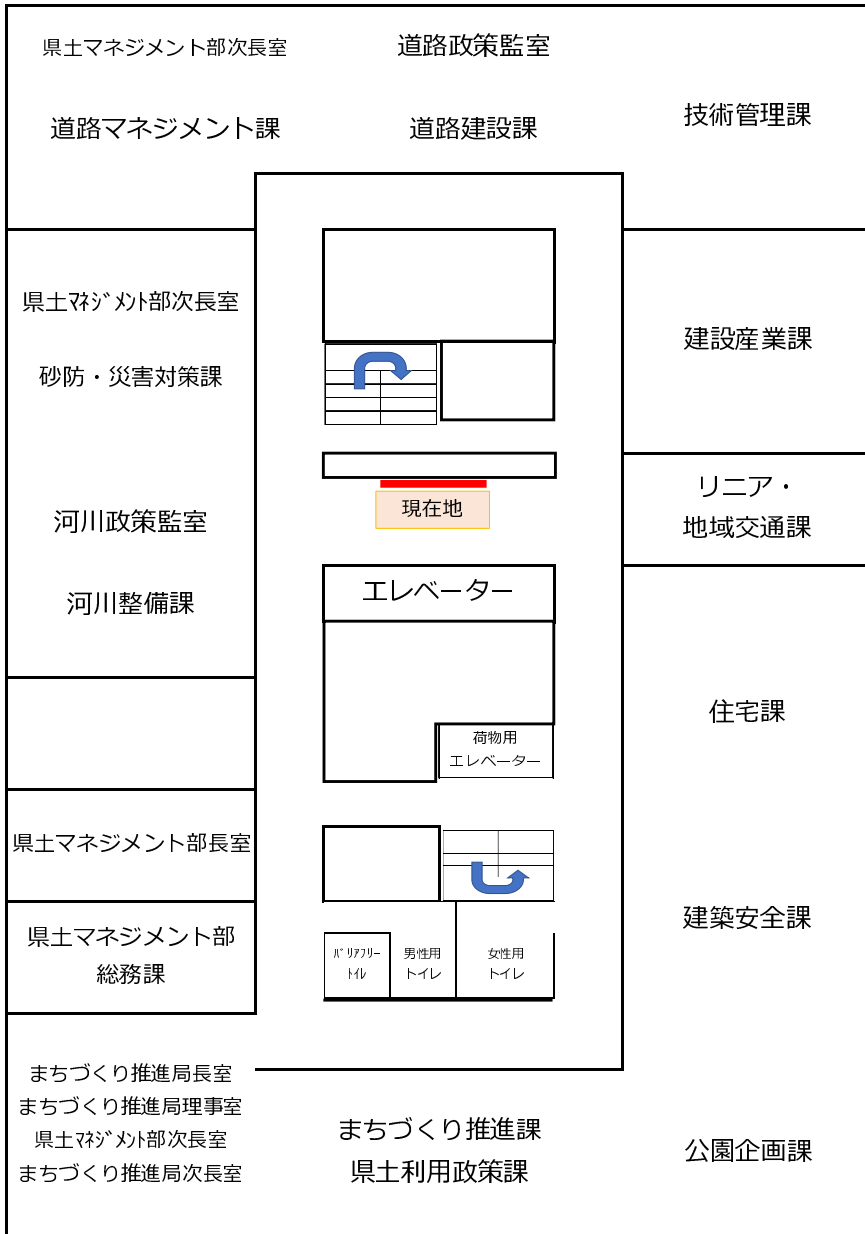 県土マネジメント部次長室
道路政策監室
道路マネジメント課
道路建設課
技術管理課
県土ﾏﾈｼﾞﾒﾝﾄ部次長室
砂防・災害対策課
建設産業課
現在地
リニア・
地域交通課
河川政策監室
河川整備課
エレベーター
住宅課
荷物用
エレベーター
県土マネジメント部長室
県土マネジメント部
総務課
建築安全課
ﾊﾞﾘｱﾌﾘｰ
ﾄｲﾚ
男性用
トイレ
女性用
トイレ
まちづくり推進局長室
まちづくり推進局理事室
県土ﾏﾈｼﾞﾒﾝﾄ部次長室
まちづくり推進局次長室
まちづくり推進課
県土利用政策課
公園企画課